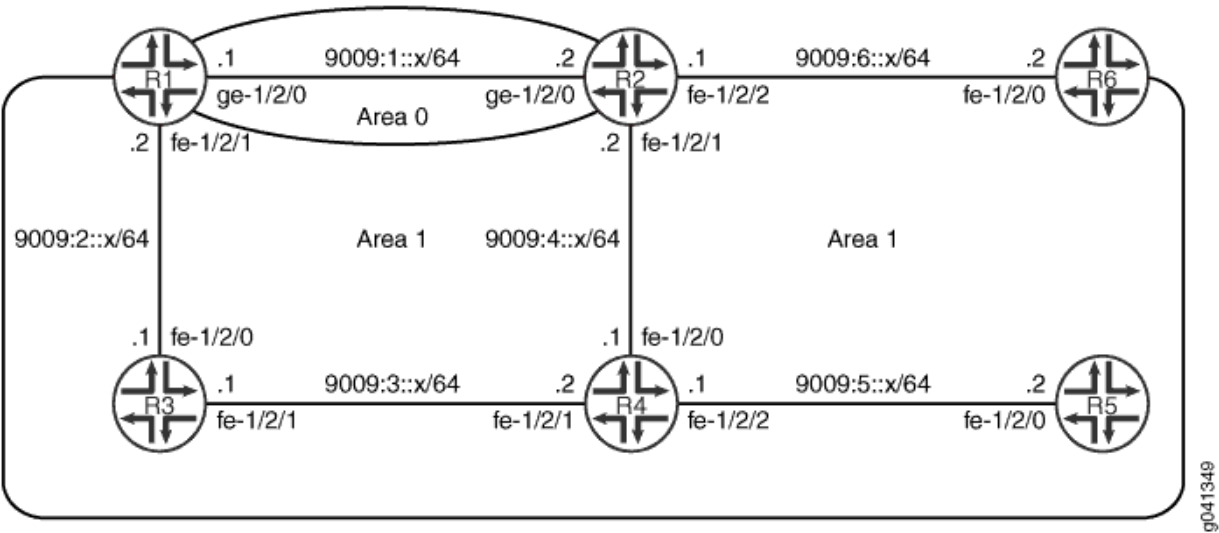 .1 9009:1::x/64 .2 .1 9009:6::x/64 .2
R1 R2 R6
ge-1/2/0 ge-1/2/0 fe-1/2/2 fe-1/2/0
Area 0
.2 fe-1/2/1 .2 fe-1/2/1
9009:2::x/64 Area 1 9009:4::x/64 Area 1
.1 fe-1/2/0 .1 fe-1/2/0
.1 9009:3::x/64 .2 .1 9009:5::x/64 .2
R3 R4 R5
fe-1/2/1 fe-1/2/1 fe-1/2/2 fe-1/2/0
g041349